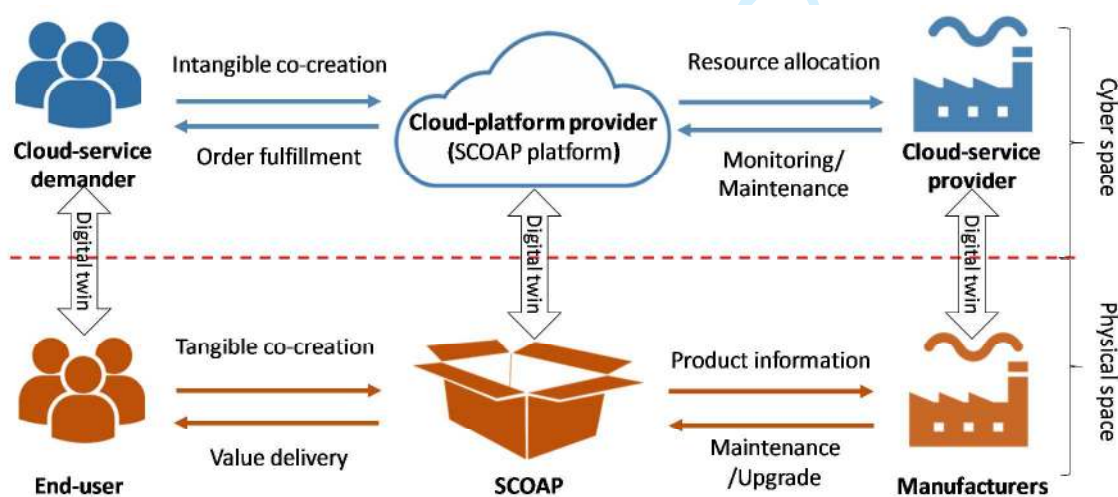 Intangible co-creation
Order fulfillment
Cloud-service
demander
Cloud-platform provider
(SCOAP platform)
Resource allocation
Monitoring/
Maintenance
Cloud-service
provider
Cyber space
Digital twin
Digital twin
Digital twin
Physical space
Tangible co-creation
Value delivery
End-user
SCOAP
Product information
Maintenance
/Upgrade
Manufacturers